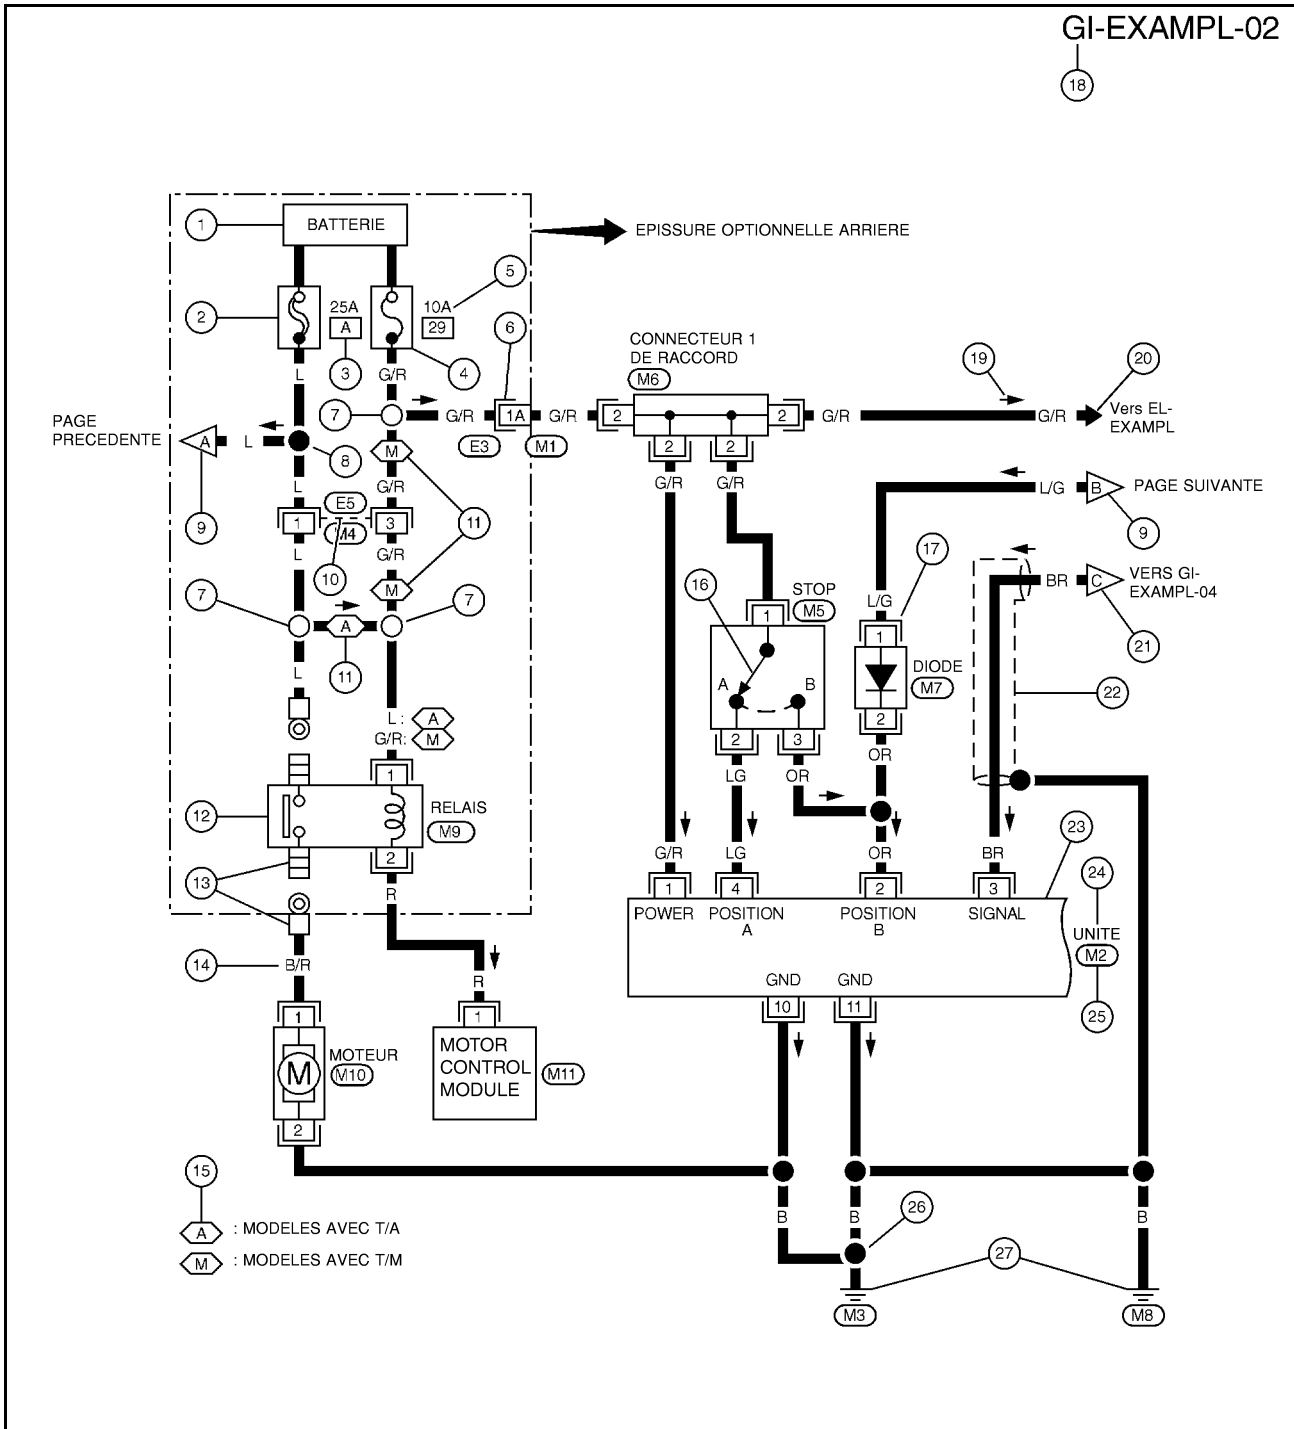 GI-EXAMPL-02
18
1
BATTERIE
EPISSURE OPTIONNELLE ARRIERE
5
2
25A
A
10A
29
6
3
4
L
G/R
CONNECTEUR 1
DE RACCORD
M6
19
20
7
G/R
1A
G/R
2
2
G/R
G/R
Vers EL-
EXAMPL
PAGE
PRECEDENTE
A
L
8
M
E3
M1
2
2
9
L
G/R
G/R
G/R
L/G
B
PAGE SUIVANTE
E5
1
3
M4
11
9
L
G/R
10
17
BR
C
VERS GI-
EXAMPL-04
7
M
7
16
STOP
M5
1
L/G
A
1
21
11
L
A
B
DIODE
M7
22
L :
A
G/R:
M
2
3
2
1
LG
OR
OR
12
RELAIS
M9
23
2
G/R
LG
OR
BR
13
R
1
4
2
3
24
POWER
POSITION
A
POSITION
B
SIGNAL
UNITE
M2
14
B/R
R
GND
GND
1
1
10
11
25
MOTEUR
M10
M
MOTOR
CONTROL
MODULE
M11
2
15
A
: MODELES AVEC T/A
M
: MODELES AVEC T/M
B
B
B
26
27
M3
M8